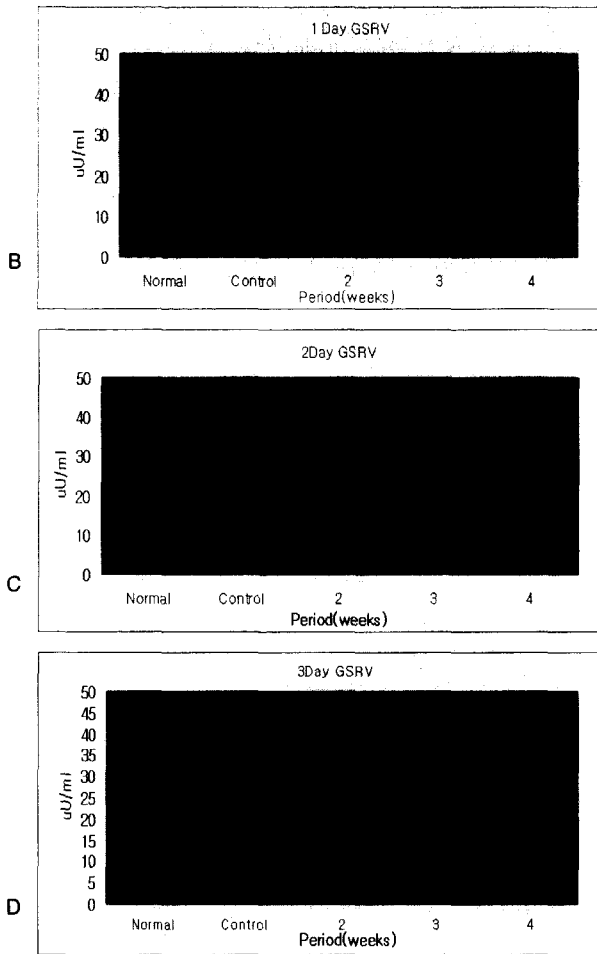 1 Day GSRV
50
40
30
20
10
0
uU/ml
Normal Control 2 3 4
Period(weeks)
B
2Day GSRV
50
40
30
20
10
0
uU/ml
Normal Control 2 3 4
Period(weeks)
C
3Day GSRV
50
45
40
35
30
25
20
15
10
5
0
uU/ml
Normal Control 2 3 4
Period(weeks)
D